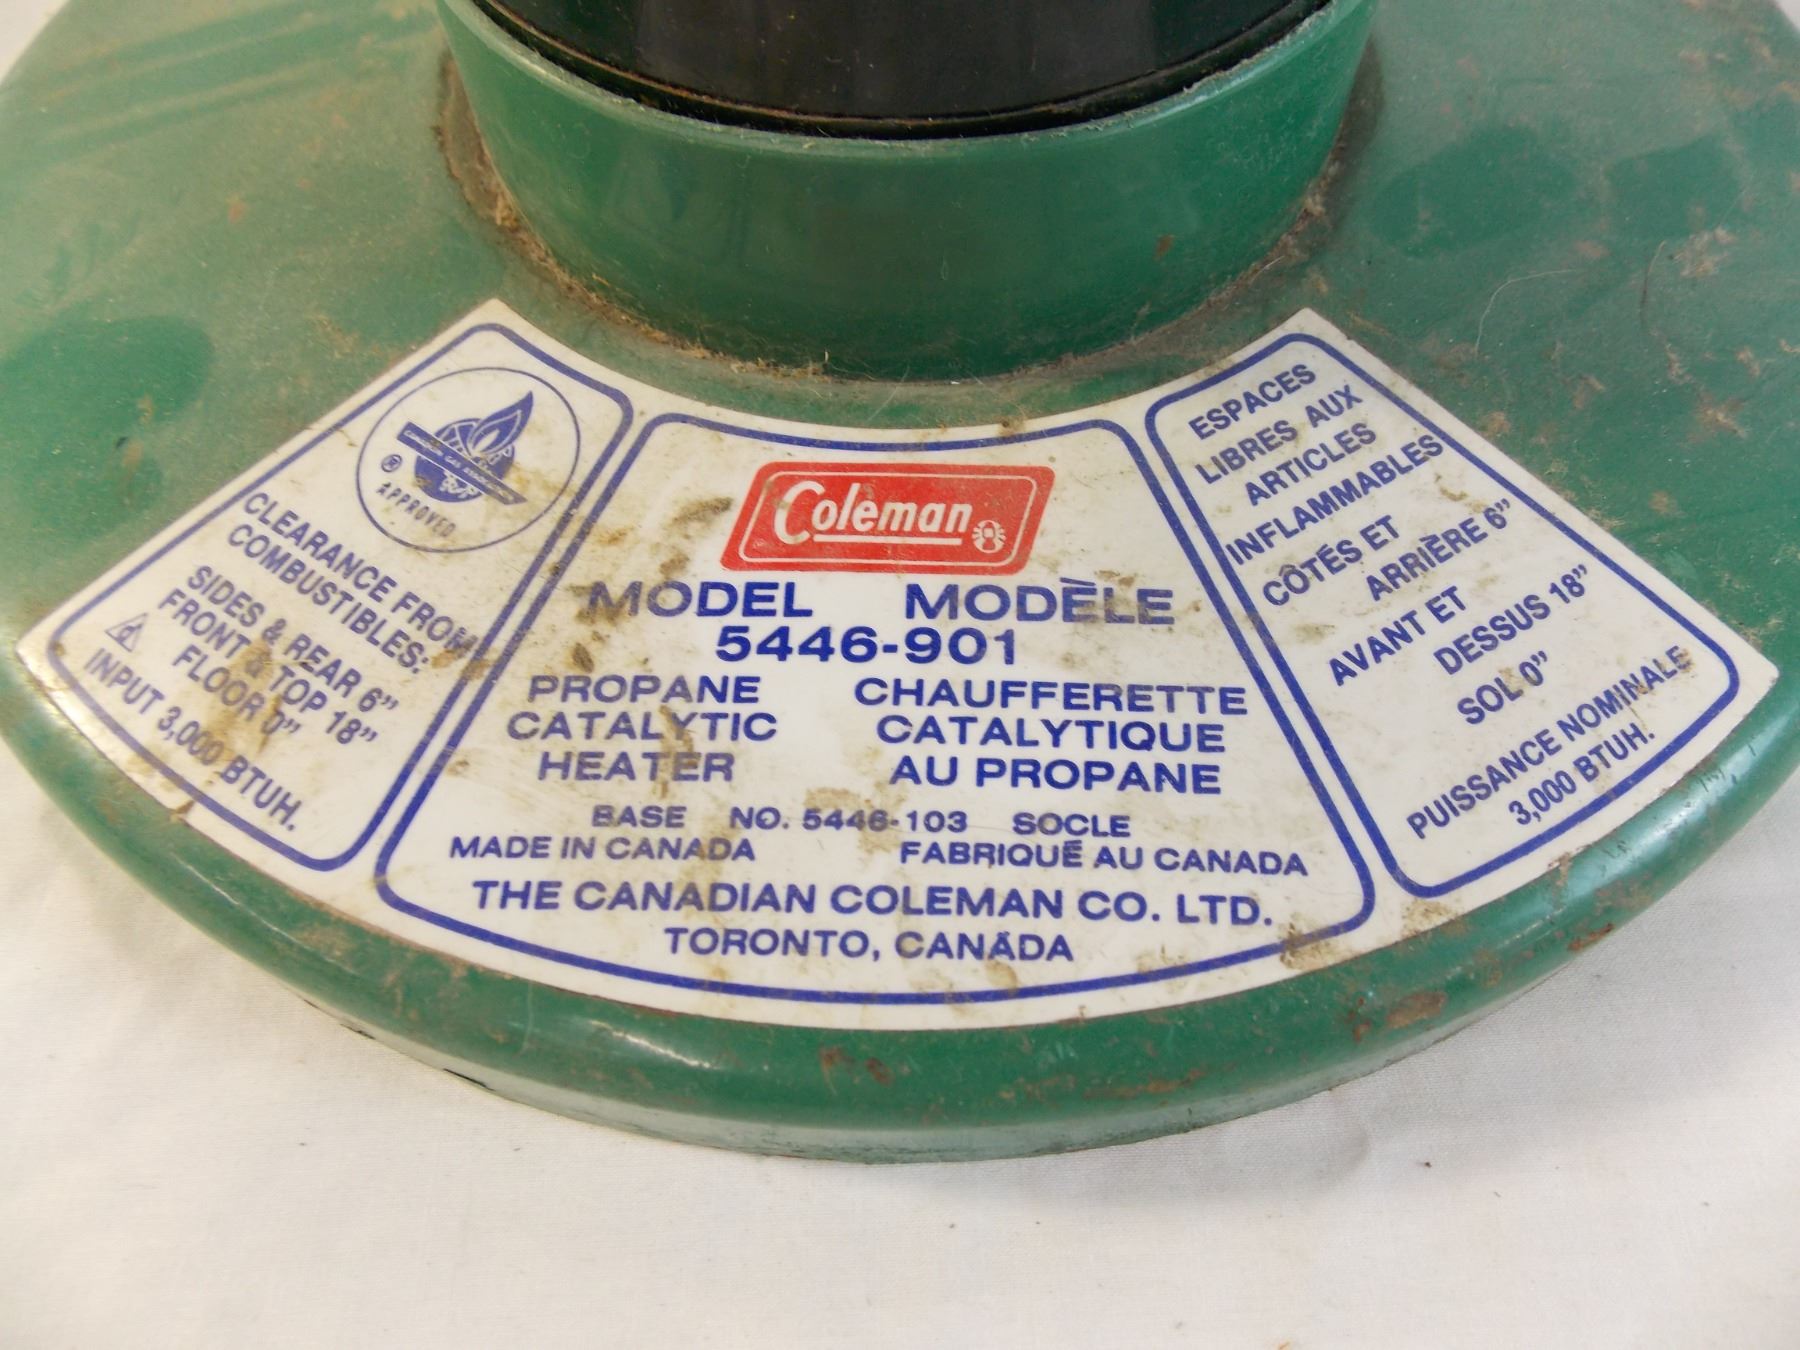 CANADIAN GAS ASSOCIATION
®
APPROVED
CLEARANCE FROM
COMBUSTIBLES:
SIDES & REAR 6”
FRONT & TOP 18”
FLOOR 0”
INPUT 3,000 BTUH.
Coleman
MODEL MODÈLE
5446-901
PROPANE CHAUFFERETTE
CATALYTIC CATALYTIQUE
HEATER AU PROPANE
BASE NO. 5446-103 SOCLE
MADE IN CANADA FABRIQUÉ AU CANADA
THE CANADIAN COLEMAN CO. LTD.
TORONTO, CANADA
ESPACES
LIBRES AUX
ARTICLES
INFLAMMABLES
CÔTÉS ET
ARRIÈRE 6”
AVANT ET
DESSUS 18”
SOL 0”
PUISSANCE NOMINALE
3,000 BTUH.